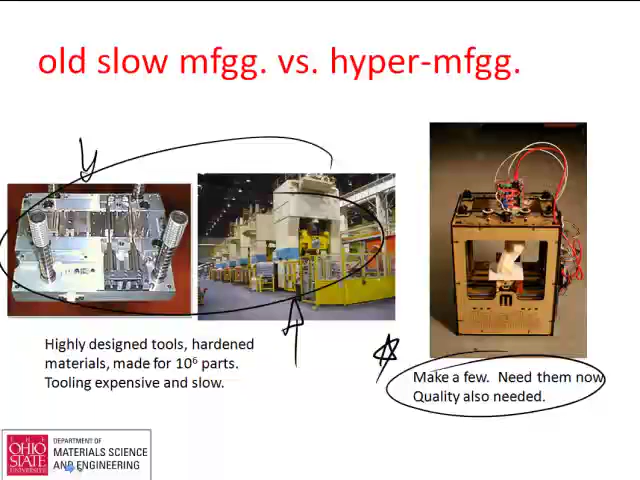 old slow mfgg. vs. hyper-mfgg.
Highly designed tools, hardened
materials, made for 10⁶ parts.
Tooling expensive and slow.
Make a few. Need them now
Quality also needed.
THE
OHIO
STATE
UNIVERSITY
DEPARTMENT OF
MATERIALS SCIENCE
AND ENGINEERING